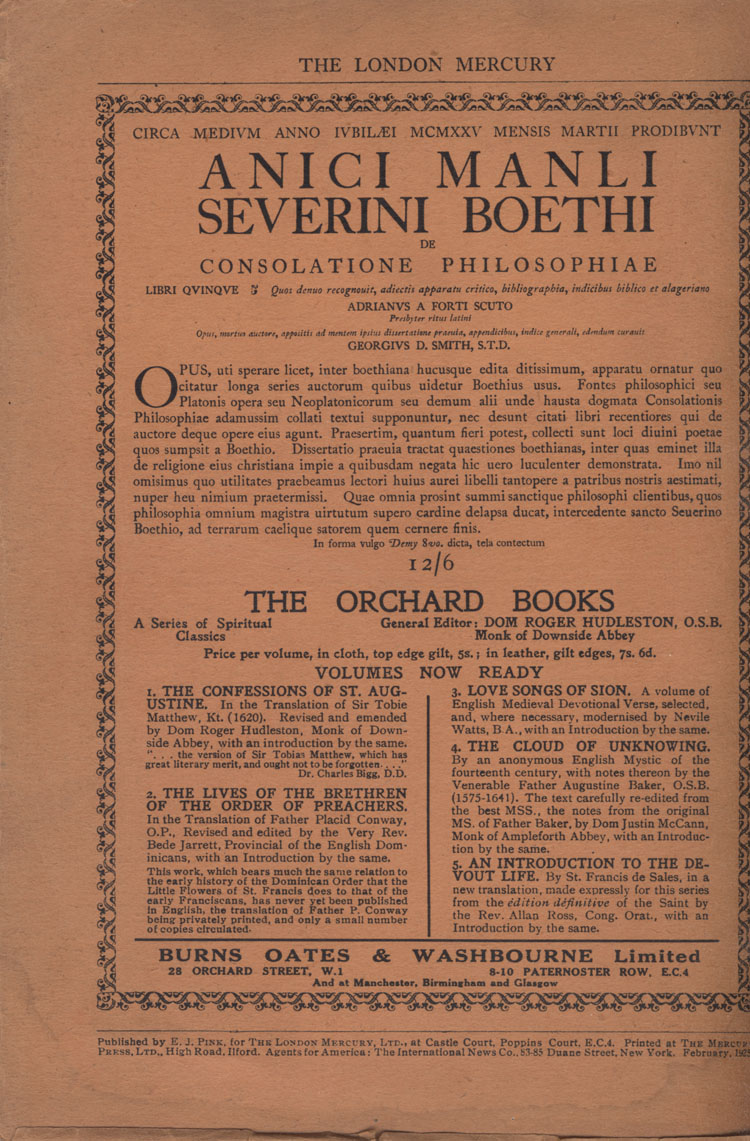 THE LONDON MERCURY
CIRCA MEDIVM ANNO IVBILÆI MCMXXV MENSIS MARTII PRODIBVNT
ANICI MANLI
SEVERINI BOETHI
DE
CONSOLATIONE PHILOSOPHIAE
LIBRI QVINQVE Quos denuo recognouit, adiectis apparatu critico, bibliographia, indicibus biblico et alageriano
ADRIANVS A FORTI SCUTO
Presbyter ritus latini
Opus, mortuo auctore, appositis ad mentem ipsius dissertatione praeuia, appendicibus, indice generali, edendum curauit
GEORGIVS D. SMITH, S.T.D.
OPUS, uti sperare licet, inter boethiana hucusque edita ditissimum, apparatu ornatur quo
citatur longa series auctorum quibus uidetur Boethius usus. Fontes philosophici seu
Platonis opera seu Neoplatonicorum seu demum alii unde hausta dogmata Consolationis
Philosophiae adamussim collati textui supponuntur, nec desunt citati libri recentiores qui de
auctore deque opere eius agunt. Praesertim, quantum fieri potest, collecti sunt loci diuini poetae
quos sumpsit a Boethio. Dissertatio praeuia tractat quaestiones boethianas, inter quas eminet illa
de religione eius christiana impie a quibusdam negata hic uero luculenter demonstrata. Imo nil
omisimus quo utilitates praebeamus lectori huius aurei libelli tantopere a patribus nostris aestimati,
nuper heu nimium praetermissi. Quae omnia prosint summi sanctique philosophi clientibus, quos
philosophia omnium magistra uirtutum supero cardine delapsa ducat, intercedente sancto Seuerino
Boethio, ad terrarum caelique satorem quem cernere finis.
In forma vulgo Demy 8vo. dicta, tela contectum
12/6
THE ORCHARD BOOKS
A Series of Spiritual General Editor: DOM ROGER HUDLESTON, O.S.B.
Classics Monk of Downside Abbey
Price per volume, in cloth, top edge gilt, 5s.; in leather, gilt edges, 7s. 6d.
VOLUMES NOW READY
1. THE CONFESSIONS OF ST. AUG-
USTINE. In the Translation of Sir Tobie
Matthew, Kt. (1620). Revised and emended
by Dom Roger Hudleston, Monk of Down-
side Abbey, with an introduction by the same.
". . . the version of Sir Tobias Matthew, which has
great literary merit, and ought not to be forgotten. . . ."
Dr. Charles Bigg, D.D.
2. THE LIVES OF THE BRETHREN
OF THE ORDER OF PREACHERS.
In the Translation of Father Placid Conway,
O.P., Revised and edited by the Very Rev.
Bede Jarrett, Provincial of the English Dom-
inicans, with an Introduction by the same.
This work, which bears much the same relation to
the early history of the Dominican Order that the
Little Flowers of St. Francis does to that of the
early Franciscans, has never yet been published
in English, the translation of Father P. Conway
being privately printed, and only a small number
of copies circulated.
3. LOVE SONGS OF SION. A volume of
English Medieval Devotional Verse, selected,
and, where necessary, modernised by Nevile
Watts, B.A., with an Introduction by the same.
4. THE CLOUD OF UNKNOWING.
By an anonymous English Mystic of the
fourteenth century, with notes thereon by the
Venerable Father Augustine Baker, O.S.B.
(1575-1641). The text carefully re-edited from
the best MSS., the notes from the original
MS. of Father Baker, by Dom Justin McCann,
Monk of Ampleforth Abbey, with an Introduc-
tion by the same.
5. AN INTRODUCTION TO THE DE-
VOUT LIFE. By St. Francis de Sales, in a
new translation, made expressly for this series
from the édition définitive of the Saint by
the Rev. Allan Ross, Cong. Orat., with an
Introduction by the same.
BURNS OATES & WASHBOURNE Limited
28 ORCHARD STREET, W.1 8-10 PATERNOSTER ROW, E.C.4
And at Manchester, Birmingham and Glasgow
Published by E. J. PINK, for THE LONDON MERCURY, LTD., at Castle Court, Poppins Court, E.C.4. Printed at THE MERCURY
PRESS, LTD., High Road, Ilford. Agents for America: The International News Co., 83-85 Duane Street, New York. February, 1925